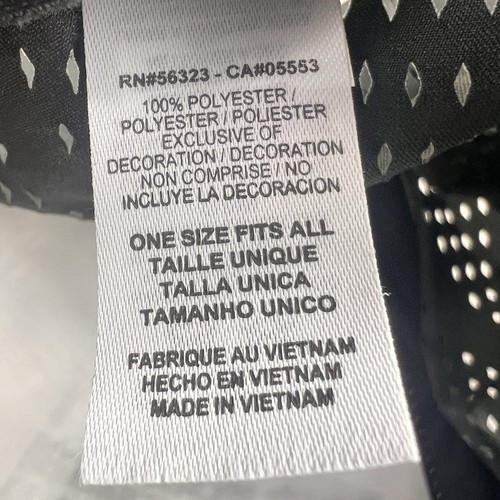 RN#56323 - CA#05553
100% POLYESTER /
POLYESTER / POLIESTER
EXCLUSIVE OF
DECORATION / DECORATION
NON COMPRISE / NO
INCLUYE LA DECORACION
ONE SIZE FITS ALL
TAILLE UNIQUE
TALLA UNICA
TAMANHO UNICO
FABRIQUE AU VIETNAM
HECHO EN VIETNAM
MADE IN VIETNAM